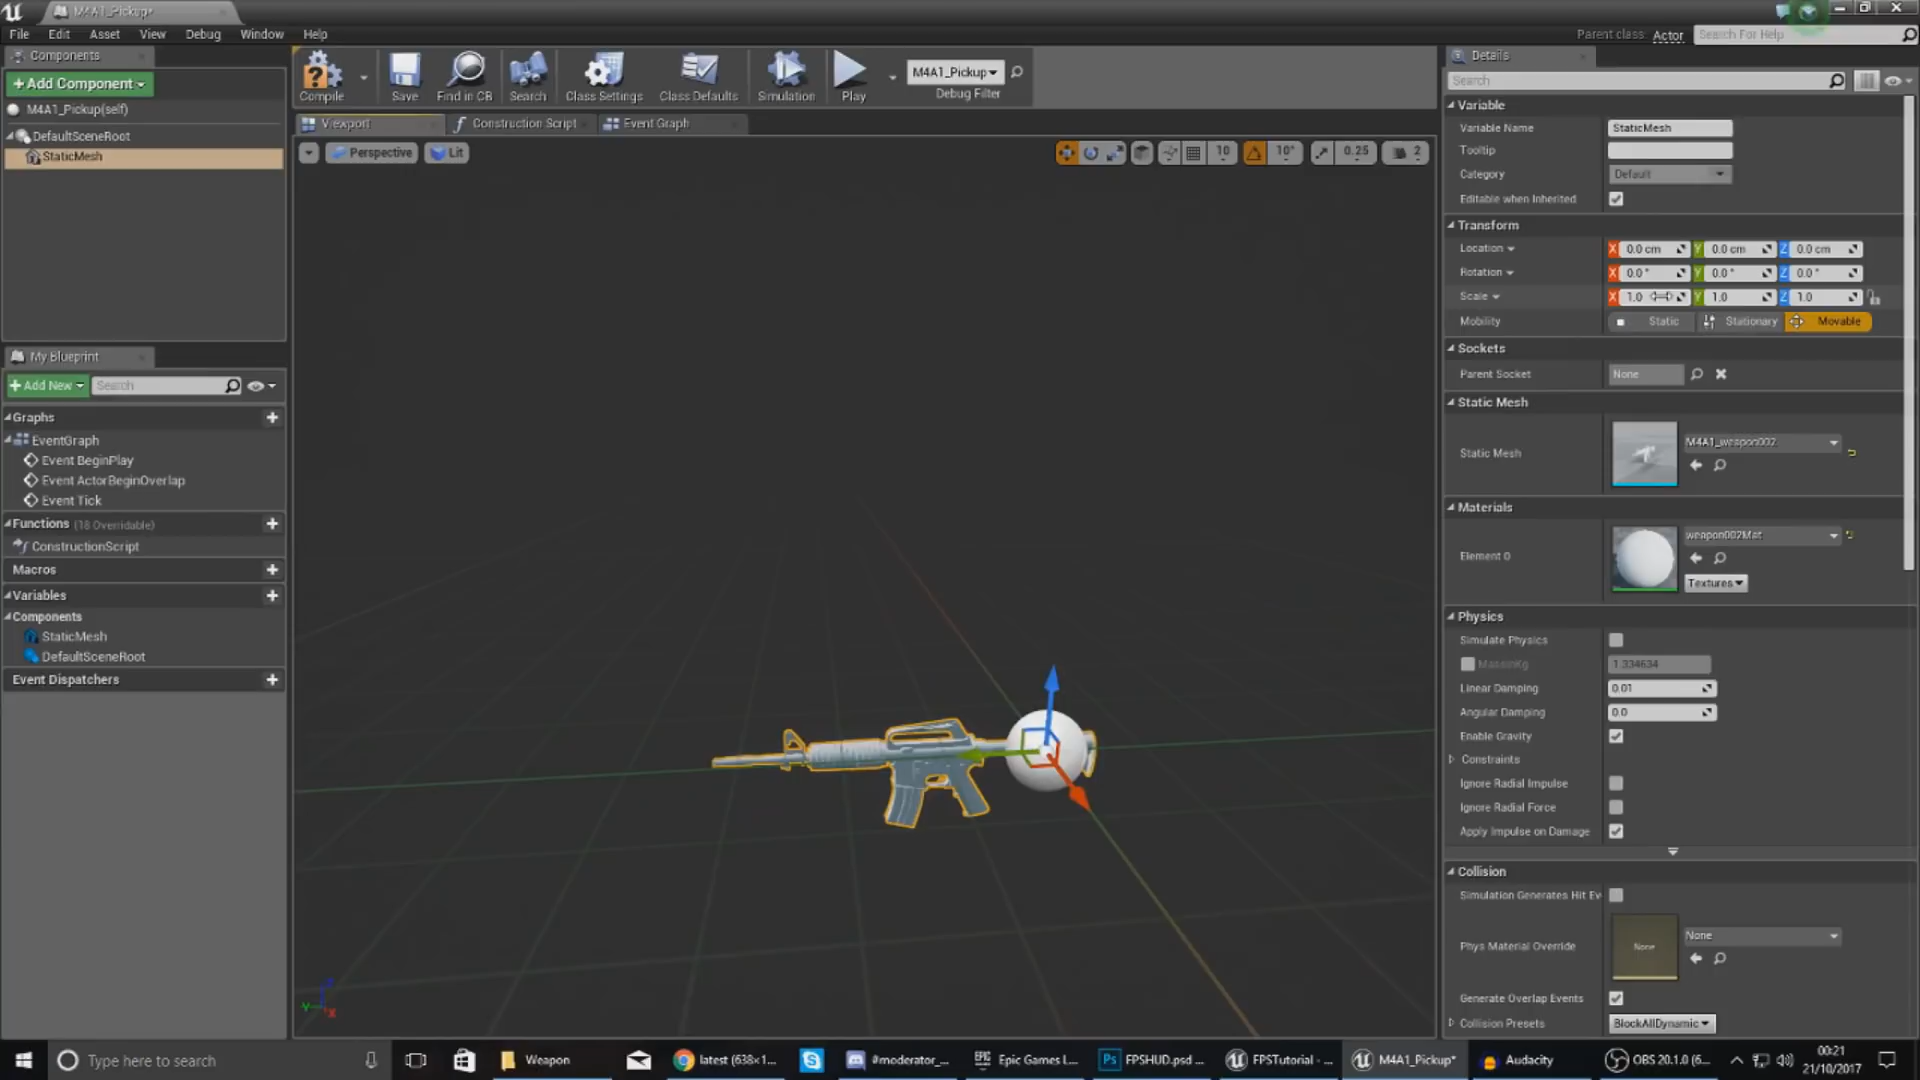 M4A1_Pickup*
File Edit Asset View Debug Window Help
Parent class: Actor
Search For Help
Components
+ Add Component
M4A1_Pickup(self)
DefaultSceneRoot
StaticMesh
Compile
Save
Find in CB
Search
Class Settings
Class Defaults
Simulation
Play
M4A1_Pickup
Debug Filter
Viewport
Construction Script
Event Graph
Perspective
Lit
10
10°
0.25
2
My Blueprint
+ Add New
Search
Graphs
EventGraph
Event BeginPlay
Event ActorBeginOverlap
Event Tick
Functions (18 Overridable)
ConstructionScript
Macros
Variables
Components
StaticMesh
DefaultSceneRoot
Event Dispatchers
Details
Search
Variable
Variable Name StaticMesh
Tooltip
Category Default
Editable when Inherited
Transform
Location X 0.0 cm Y 0.0 cm Z 0.0 cm
Rotation X 0.0° Y 0.0° Z 0.0°
Scale X 1.0 Y 1.0 Z 1.0
Mobility Static Stationary Movable
Sockets
Parent Socket None
Static Mesh
Static Mesh M4A1_weapon002
Materials
Element 0 weapon002Mat
Textures
Physics
Simulate Physics
MassInKg 1.334634
Linear Damping 0.01
Angular Damping 0.0
Enable Gravity
Constraints
Ignore Radial Impulse
Ignore Radial Force
Apply Impulse on Damage
Collision
Simulation Generates Hit Ev
Phys Material Override None None
Generate Overlap Events
Collision Presets BlockAllDynamic
Z
Y
X
Type here to search
Weapon
latest (638×1...
#moderator_...
Epic Games L...
FPSHUD.psd ...
FPSTutorial - ...
M4A1_Pickup*
Audacity
OBS 20.1.0 (6...
00:21
21/10/2017